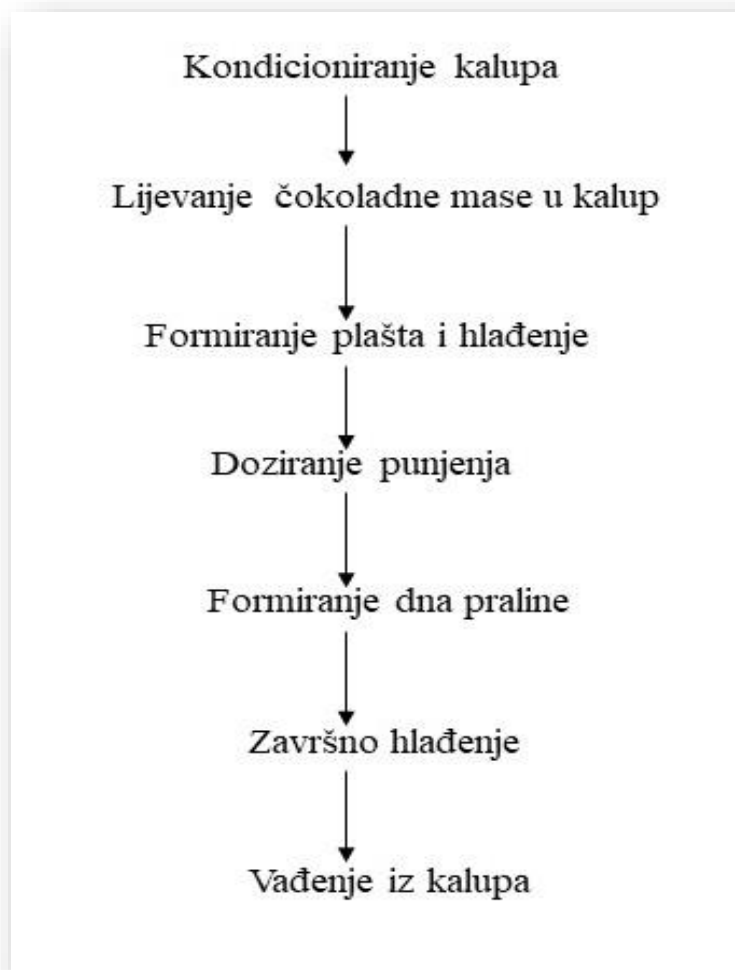 Kondicioniranje kalupa
Lijevanje čokoladne mase u kalup
Formiranje plašta i hlađenje
Doziranje punjenja
Formiranje dna praline
Završno hlađenje
Vađenje iz kalupa